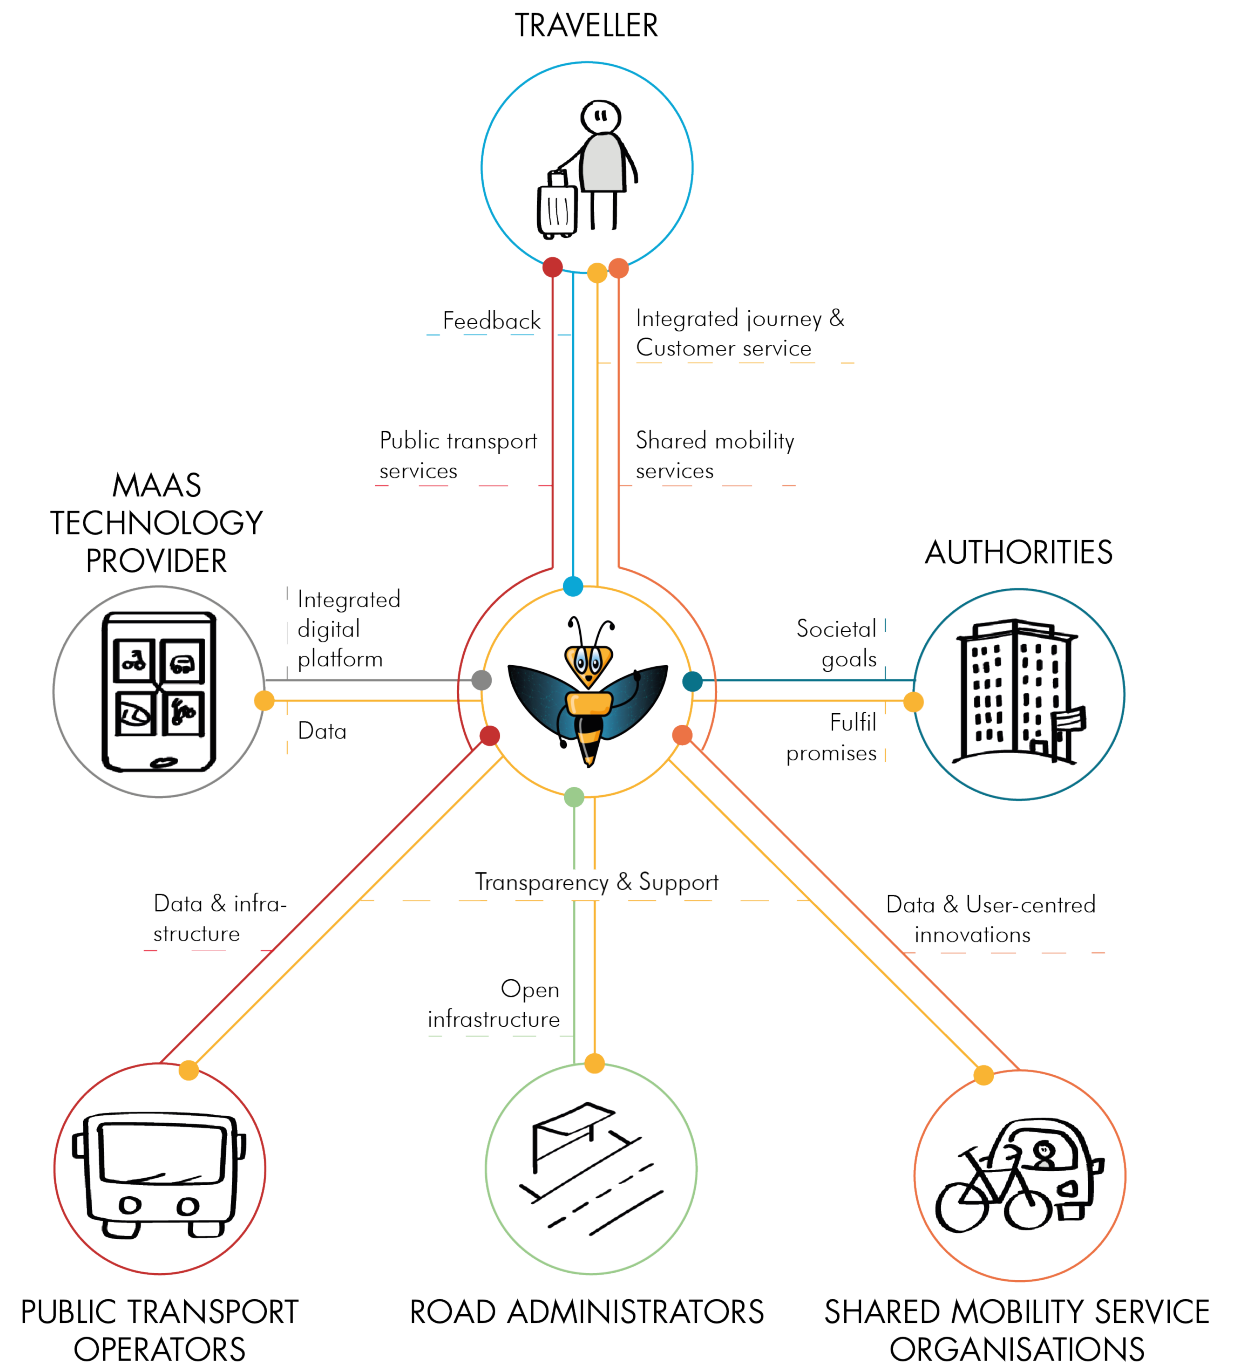 TRAVELLER
Feedback
Integrated journey &
Customer service
Public transport
services
Shared mobility
services
MAAS
TECHNOLOGY
PROVIDER
AUTHORITIES
Integrated
digital
platform
Data
Societal
goals
Fulfil
promises
Transparency & Support
Data & infra-
structure
Data & User-centred
innovations
Open
infrastructure
PUBLIC TRANSPORT
OPERATORS
ROAD ADMINISTRATORS
SHARED MOBILITY SERVICE
ORGANISATIONS